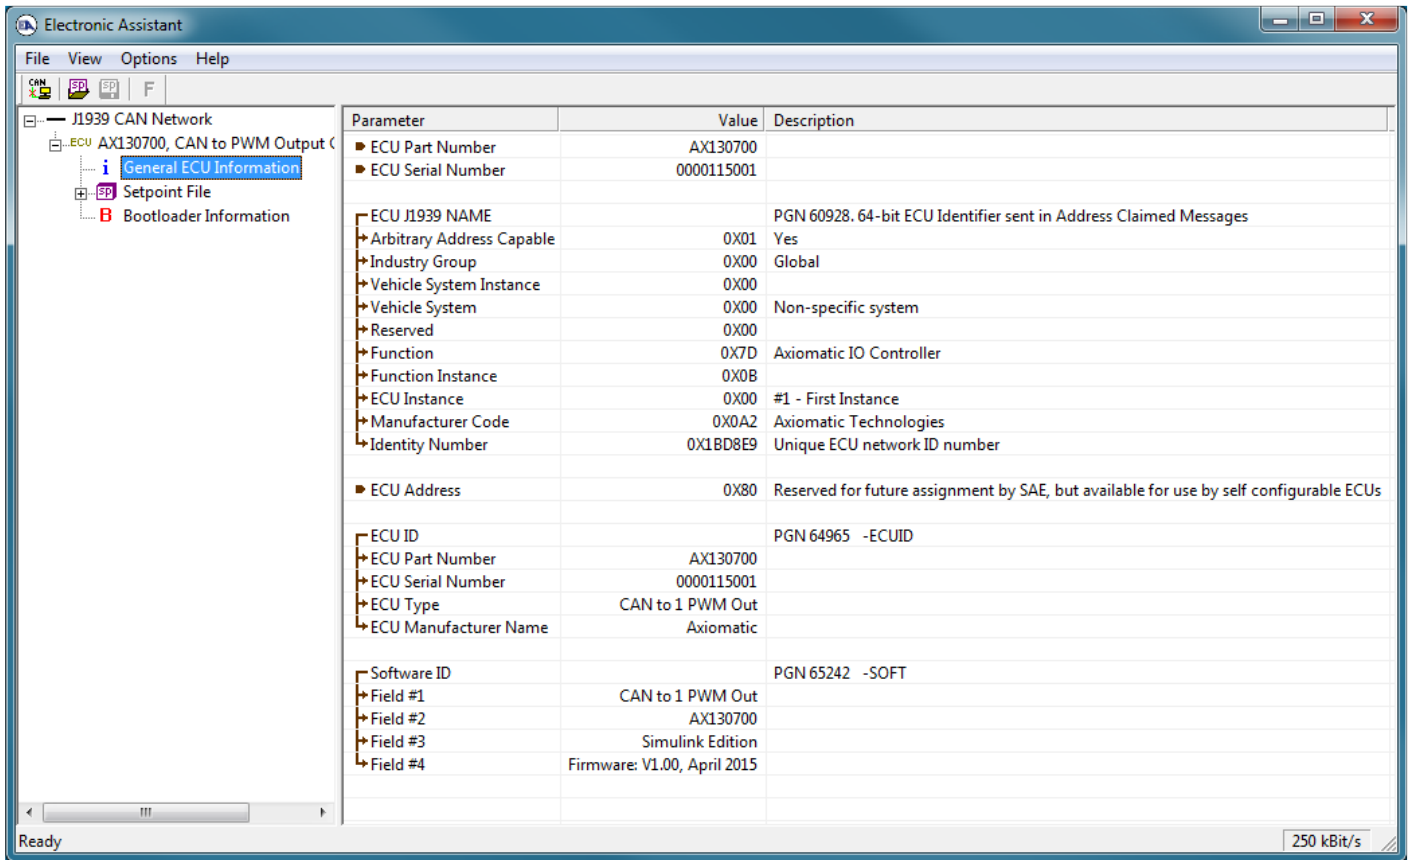 Electronic Assistant
File View Options Help
CAN SP SP F
J1939 CAN Network
ECU AX130700, CAN to PWM Output
i General ECU Information
SP Setpoint File
B Bootloader Information
Parameter Value Description
ECU Part Number AX130700
ECU Serial Number 0000115001
ECU J1939 NAME PGN 60928. 64-bit ECU Identifier sent in Address Claimed Messages
Arbitrary Address Capable 0X01 Yes
Industry Group 0X00 Global
Vehicle System Instance 0X00
Vehicle System 0X00 Non-specific system
Reserved 0X00
Function 0X7D Axiomatic IO Controller
Function Instance 0X0B
ECU Instance 0X00 #1 - First Instance
Manufacturer Code 0X0A2 Axiomatic Technologies
Identity Number 0X1BD8E9 Unique ECU network ID number
ECU Address 0X80 Reserved for future assignment by SAE, but available for use by self configurable ECUs
ECU ID PGN 64965 -ECUID
ECU Part Number AX130700
ECU Serial Number 0000115001
ECU Type CAN to 1 PWM Out
ECU Manufacturer Name Axiomatic
Software ID PGN 65242 -SOFT
Field #1 CAN to 1 PWM Out
Field #2 AX130700
Field #3 Simulink Edition
Field #4 Firmware: V1.00, April 2015
Ready 250 kBit/s